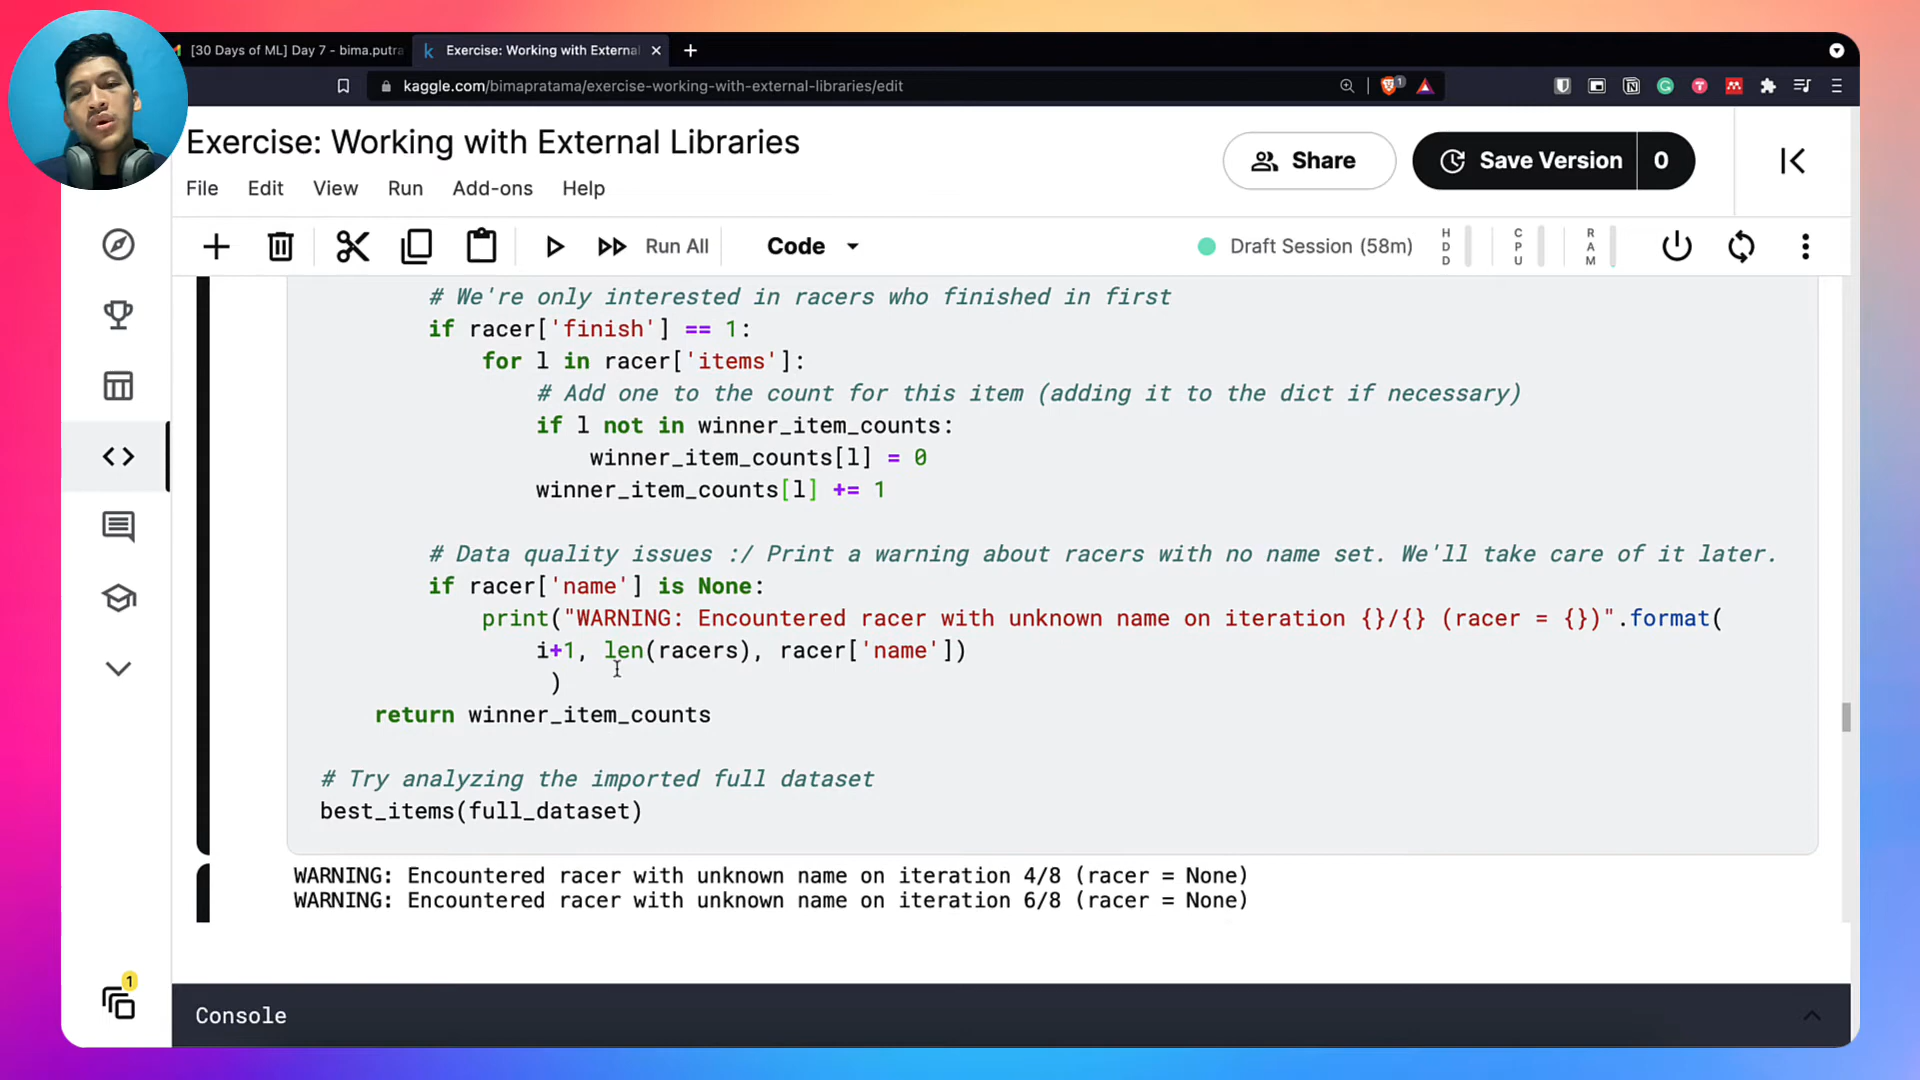 [30 Days of ML] Day 7 - bima.putra
Exercise: Working with External
kaggle.com/bimapratama/exercise-working-with-external-libraries/edit
Exercise: Working with External Libraries
Share
Save Version
0
File Edit View Run Add-ons Help
Run All
Code
Draft Session (58m)
HDD
CPU
RAM
# We're only interested in racers who finished in first
if racer['finish'] == 1:
for l in racer['items']:
# Add one to the count for this item (adding it to the dict if necessary)
if l not in winner_item_counts:
winner_item_counts[l] = 0
winner_item_counts[l] += 1
# Data quality issues :/ Print a warning about racers with no name set. We'll take care of it later.
if racer['name'] is None:
print("WARNING: Encountered racer with unknown name on iteration {}/{} (racer = {})".format(
i+1, len(racers), racer['name'])
)
return winner_item_counts
# Try analyzing the imported full dataset
best_items(full_dataset)
WARNING: Encountered racer with unknown name on iteration 4/8 (racer = None)
WARNING: Encountered racer with unknown name on iteration 6/8 (racer = None)
1
Console